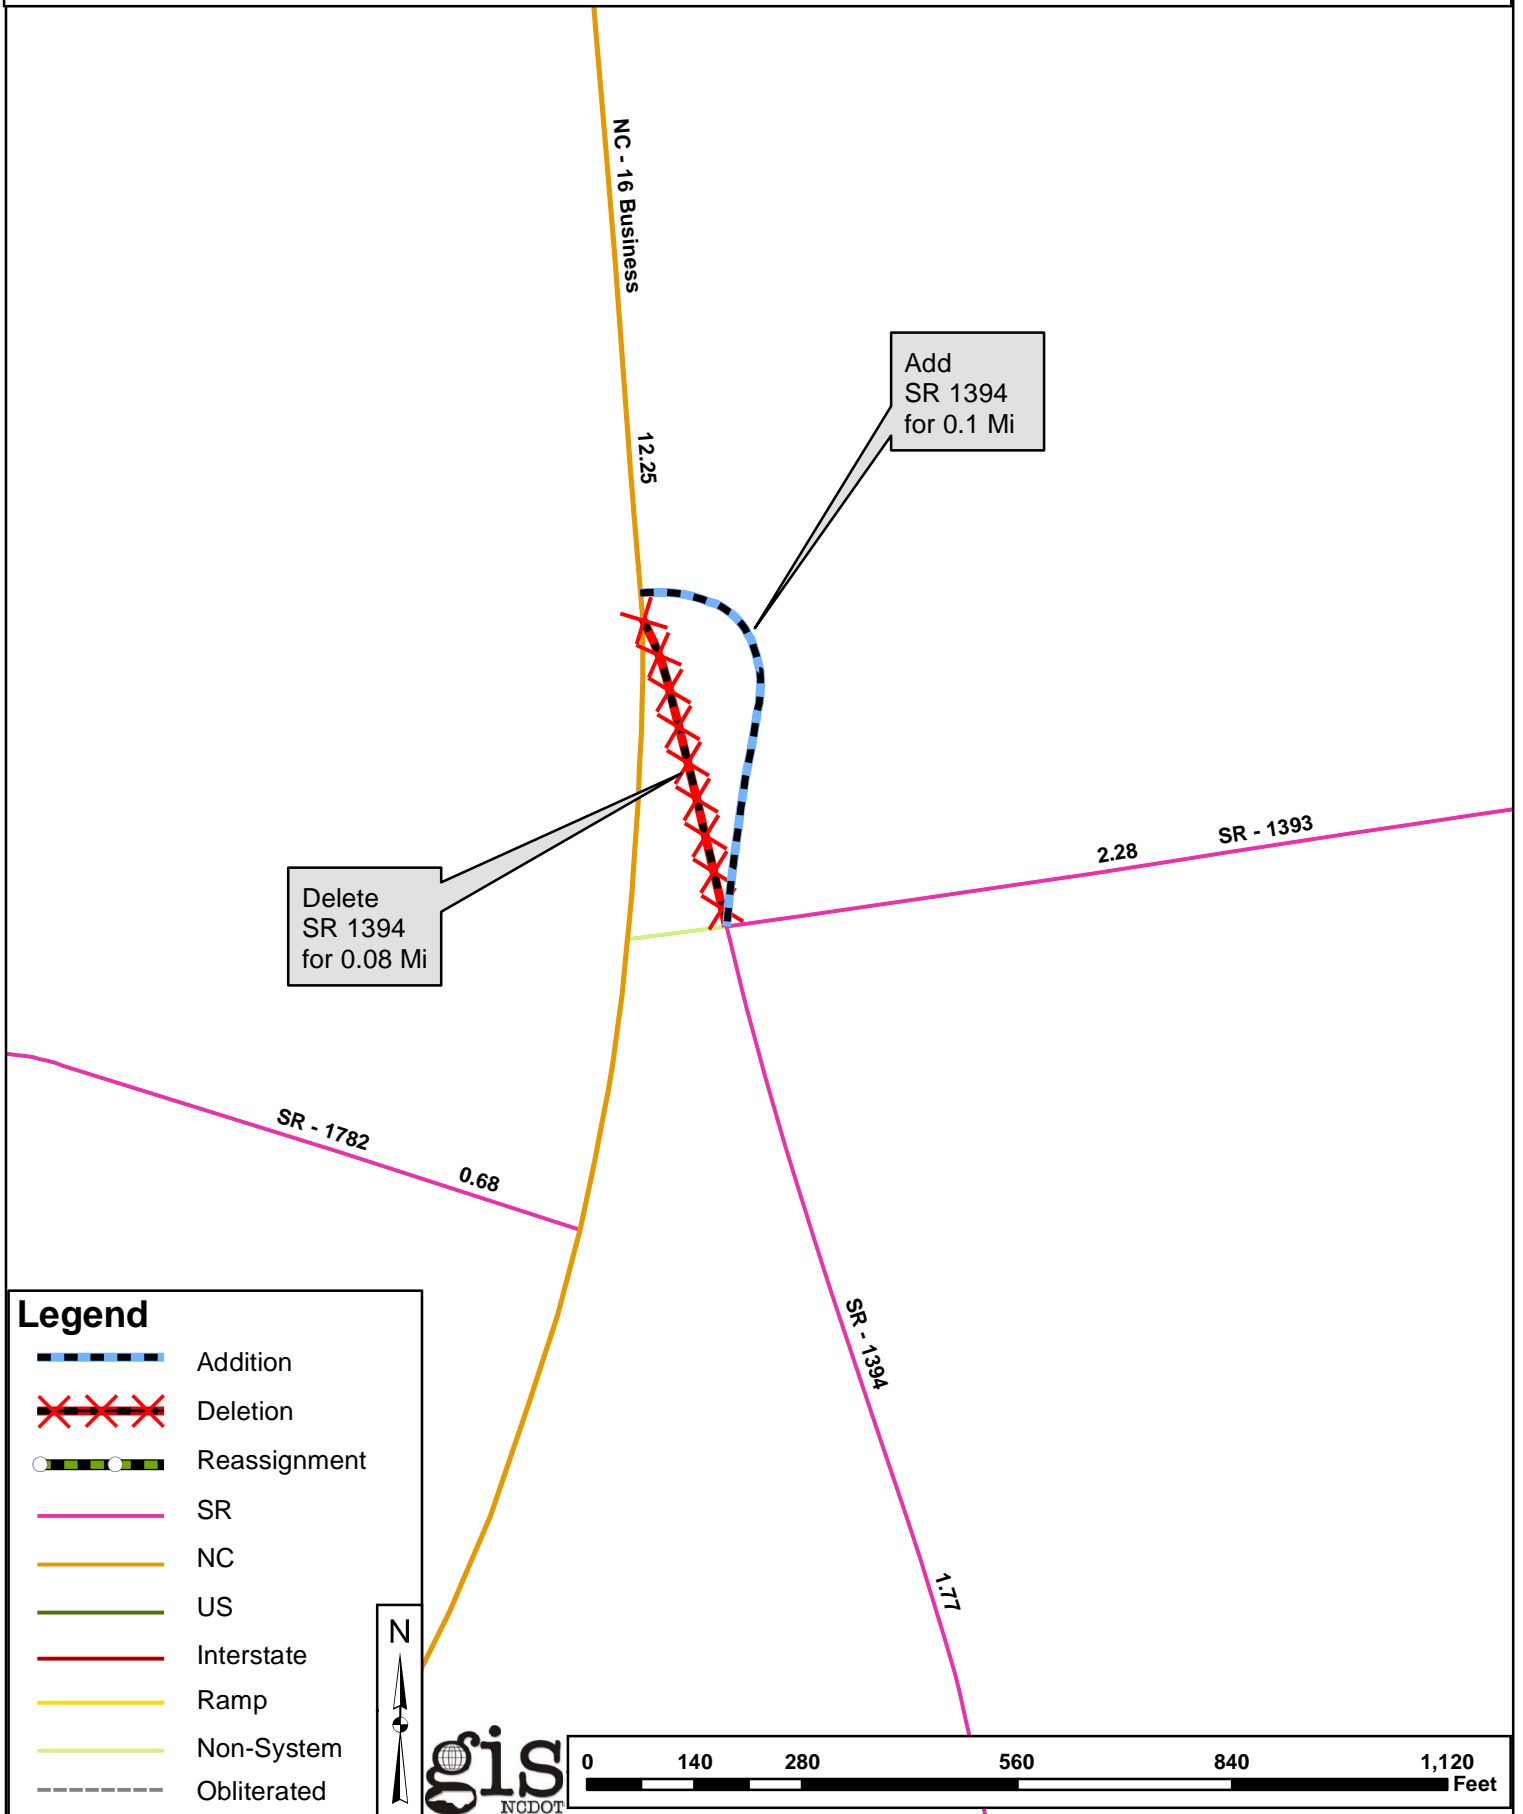 NC - 16 Business
12.25
Add
SR 1394
for 0.1 Mi
SR - 1393
2.28
Delete
SR 1394
for 0.08 Mi
SR - 1782
0.68
SR - 1394
1.77
Legend
Addition
Deletion
Reassignment
SR
NC
US
Interstate
Ramp
Non-System
Obliterated
N
gis
NCDOT
0 140 280 560 840 1,120
Feet